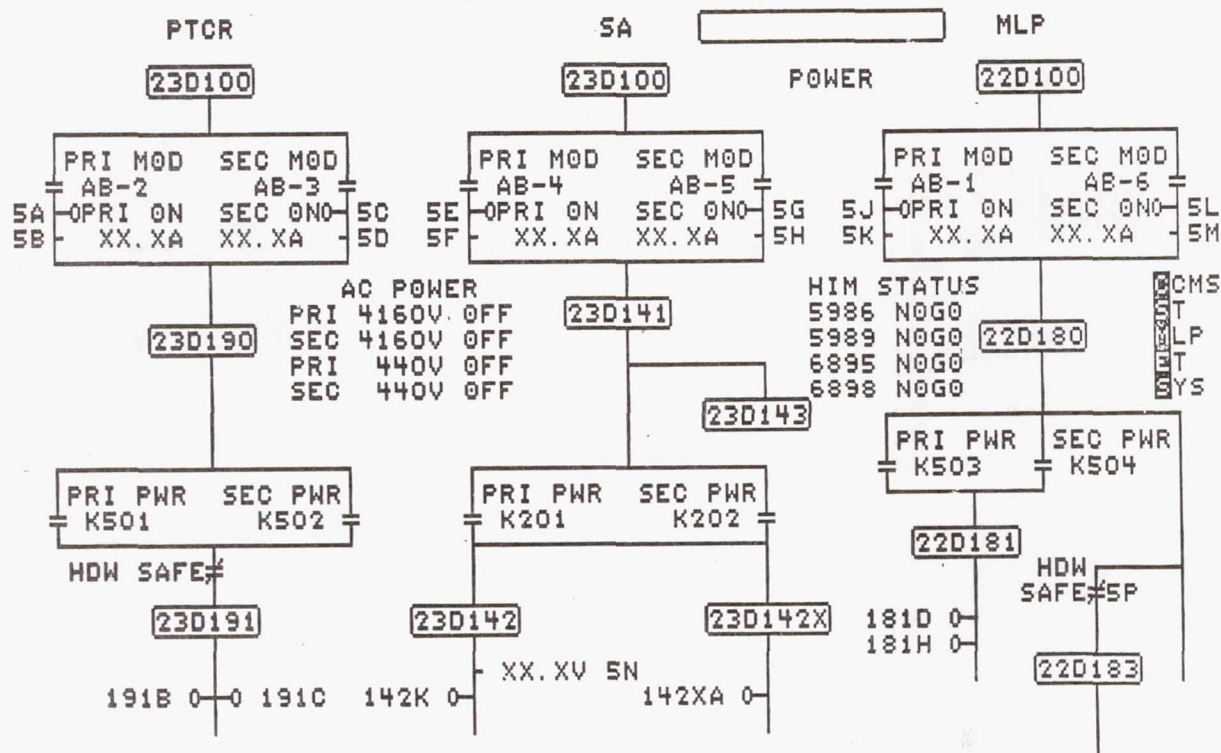 PTCR SA MLP
23D100 23D100 POWER 22D100
PRI MOD SEC MOD PRI MOD SEC MOD PRI MOD SEC MOD
AB-2 AB-3 AB-4 AB-5 AB-1 AB-6
5A PRI ON SEC ON 5C 5E PRI ON SEC ON 5G 5J PRI ON SEC ON 5L
5B XX.XA XX.XA 5D 5F XX.XA XX.XA 5H 5K XX.XA XX.XA 5M
AC POWER HIM STATUS CMS
PRI 4160V OFF 23D141 5986 NOGO T
23D190 SEC 4160V OFF 5989 NOGO 22D180 LP
PRI 440V OFF 6895 NOGO T
SEC 440V OFF 6898 NOGO SYS
23D143
PRI PWR SEC PWR
K503 K504
PRI PWR SEC PWR PRI PWR SEC PWR
K501 K502 K201 K202
22D181
HDW SAFE HDW
SAFE 5P
23D191 23D142 23D142X 181D 0
181H 0
XX.XV 5N 22D183
191B 0 0 191C 142K 0 142XA 0